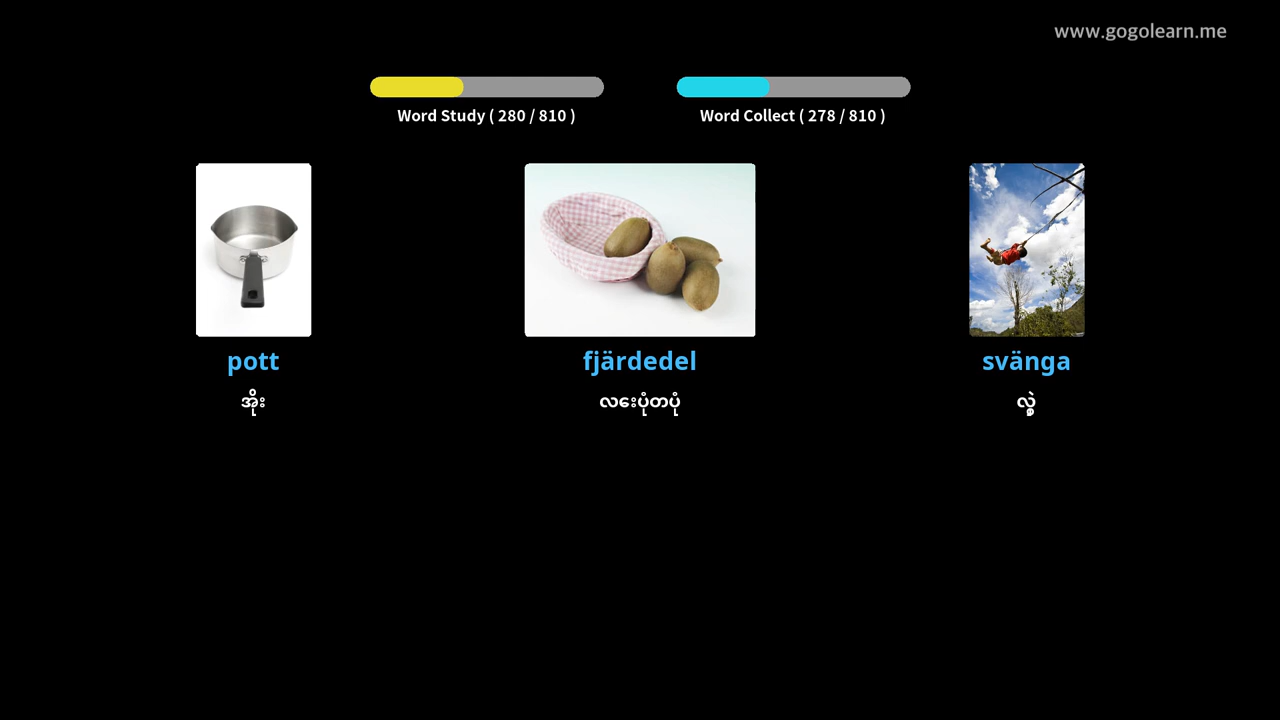 www.gogolearn.me
Word Study ( 280 / 810 )
Word Collect ( 278 / 810 )
pott
fjärdedel
svänga
အိုး
လးေပုံတပုံ
လွှဲ